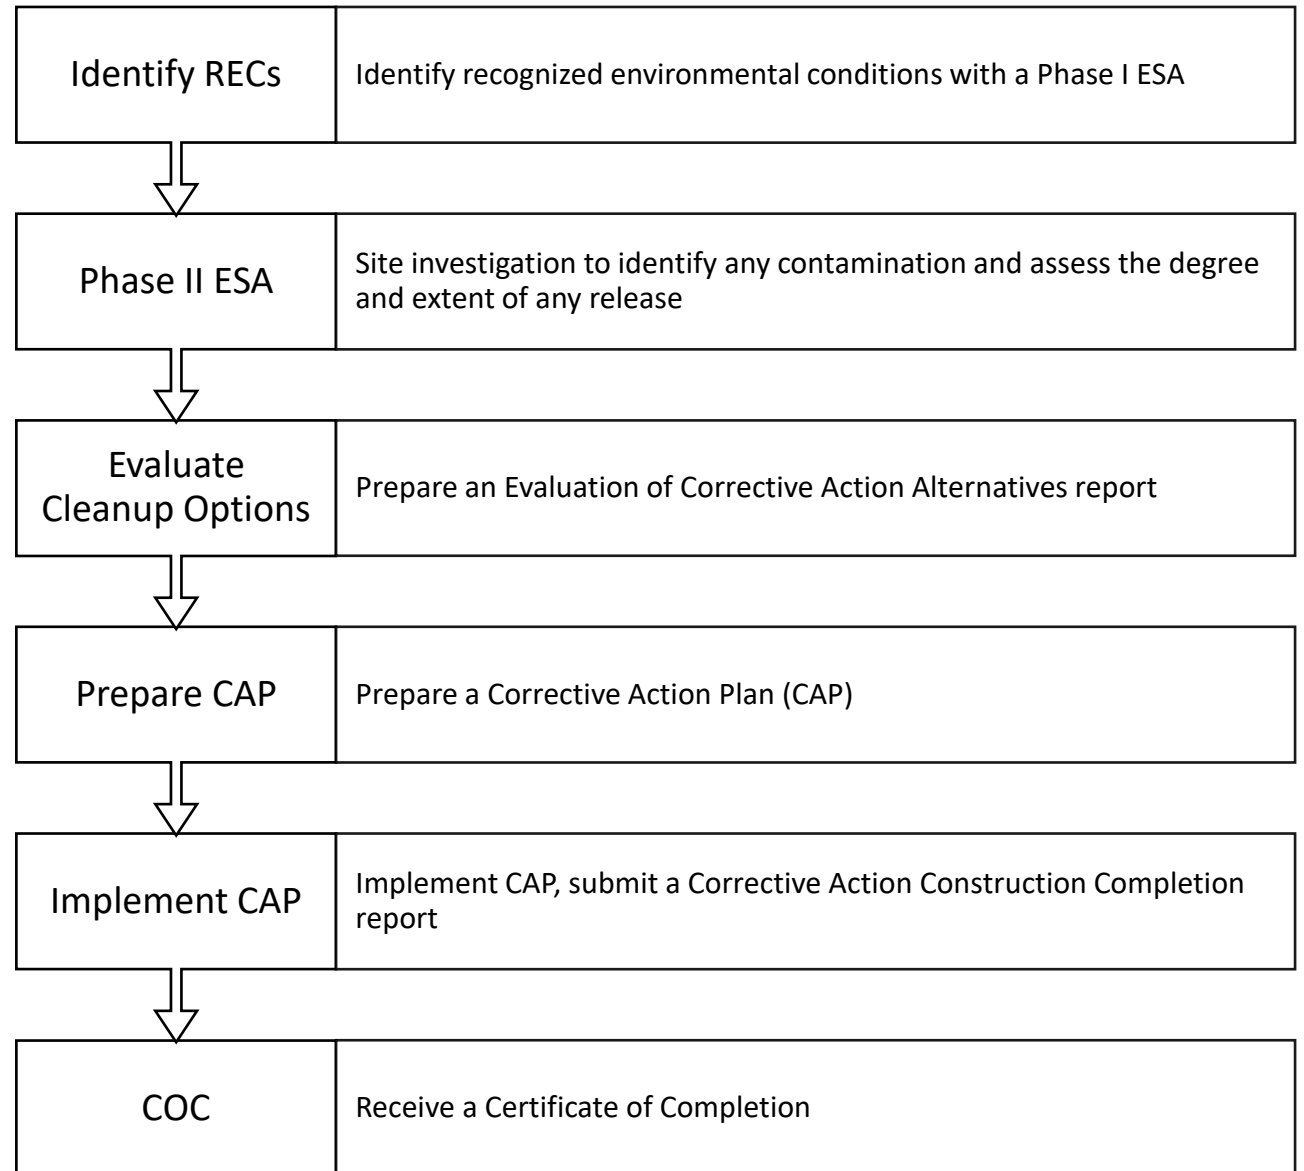 Identify RECs
Identify recognized environmental conditions with a Phase I ESA
Phase II ESA
Site investigation to identify any contamination and assess the degree
and extent of any release
Evaluate
Cleanup Options
Prepare an Evaluation of Corrective Action Alternatives report
Prepare CAP
Prepare a Corrective Action Plan (CAP)
Implement CAP
Implement CAP, submit a Corrective Action Construction Completion
report
COC
Receive a Certificate of Completion